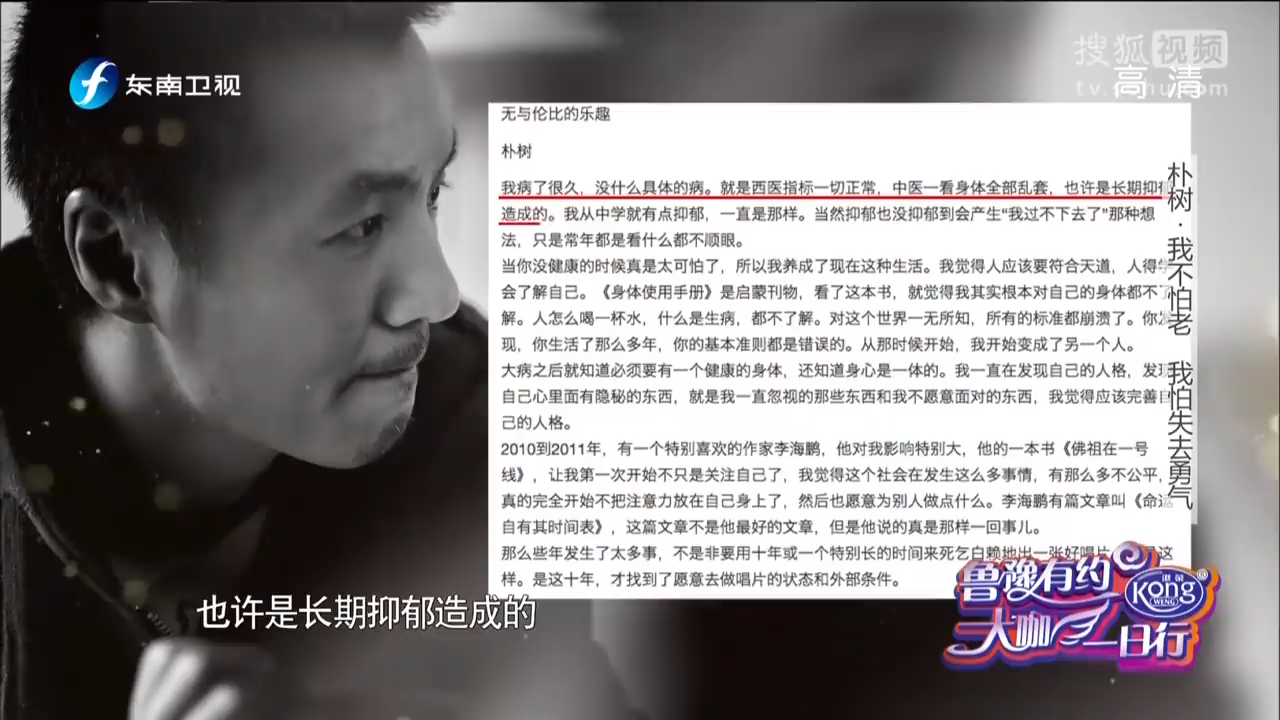 东南卫视
搜狐视频
高清
tv.sohu.com
无与伦比的乐趣
朴树
我病了很久，没什么具体的病。就是西医指标一切正常，中医一看身体全部乱套，也许是长期抑郁
造成的。我从中学就有点抑郁，一直是那样。当然抑郁也没抑郁到会产生“我过不下去了”那种想
法，只是常年都是看什么都不顺眼。
当你没健康的时候真是太可怕了，所以我养成了现在这种生活。我觉得人应该要符合天道，人得学
会了解自己。《身体使用手册》是启蒙刊物，看了这本书，就觉得我其实根本对自己的身体都不了
解。人怎么喝一杯水，什么是生病，都不了解。对这个世界一无所知，所有的标准都崩溃了。你发
现，你生活了那么多年，你的基本准则都是错误的。从那时候开始，我开始变成了另一个人。
大病之后就知道必须要有一个健康的身体，还知道身心是一体的。我一直在发现自己的人格，发现
自己心里面有隐秘的东西，就是我一直忽视的那些东西和我不愿意面对的东西，我觉得应该完善自
己的人格。
2010到2011年，有一个特别喜欢的作家李海鹏，他对我影响特别大，他的一本书《佛祖在一号
线》，让我第一次开始不只是关注自己了，我觉得这个社会在发生这么多事情，有那么多不公平，
真的完全开始不把注意力放在自己身上了，然后也愿意为别人做点什么。李海鹏有篇文章叫《命运
自有其时间表》，这篇文章不是他最好的文章，但是他说的真是那样一回事儿。
那么些年发生了太多事，不是非要用十年或一个特别长的时间来死乞白赖地出一张好唱片
这
样。是这十年，才找到了愿意去做唱片的状态和外部条件。
朴树·我不怕老 我怕失去勇气
也许是长期抑郁造成的
鲁豫有约
大咖一日行
港荣
Kong
WENG